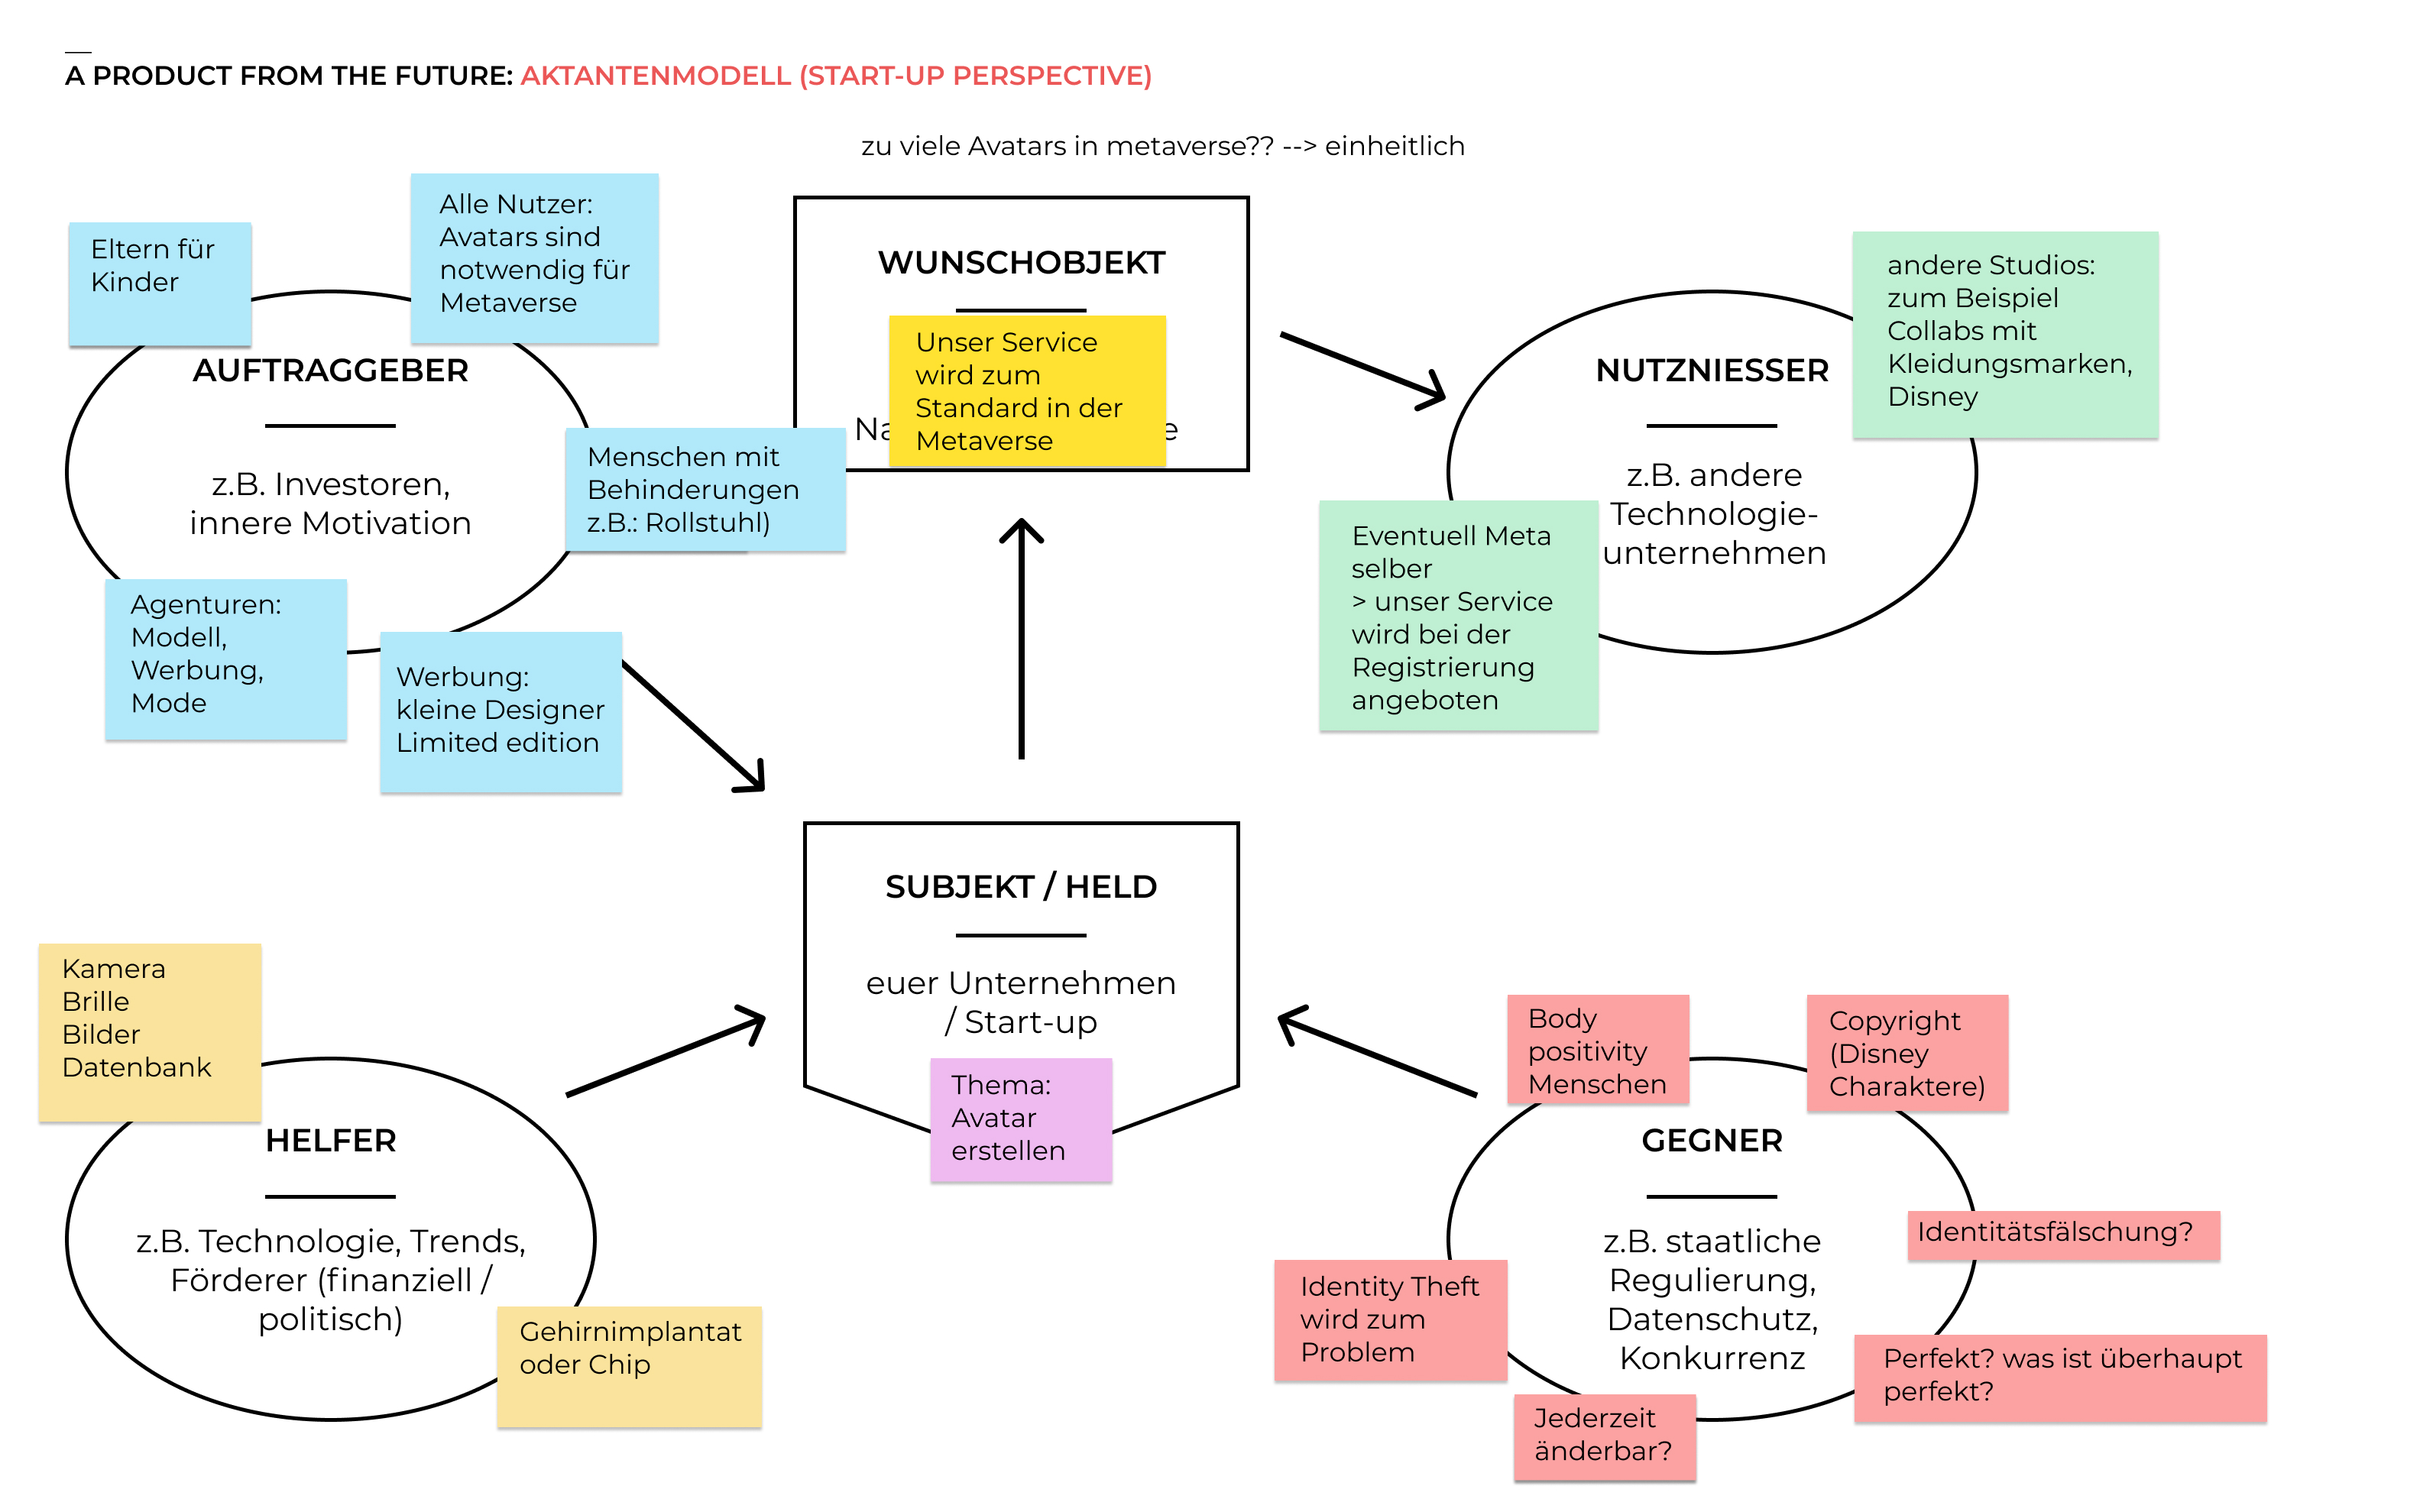 A PRODUCT FROM THE FUTURE: AKTANTENMODELL (START-UP PERSPECTIVE)
zu viele Avatars in metaverse?? --> einheitlich
Eltern für
Kinder
Alle Nutzer:
Avatars sind
notwendig für
Metaverse
AUFTRAGGEBER
z.B. Investoren,
innere Motivation
Menschen mit
Behinderungen
z.B.: Rollstuhl)
Agenturen:
Modell,
Werbung,
Mode
Werbung:
kleine Designer
Limited edition
WUNSCHOBJEKT
Unser Service
wird zum
Standard in der
Metaverse
andere Studios:
zum Beispiel
Collabs mit
Kleidungsmarken,
Disney
NUTZNIESSER
z.B. andere
Technologie-
unternehmen
Eventuell Meta
selber
> unser Service
wird bei der
Registrierung
angeboten
SUBJEKT / HELD
euer Unternehmen
/ Start-up
Thema:
Avatar
erstellen
Kamera
Brille
Bilder
Datenbank
HELFER
z.B. Technologie, Trends,
Förderer (finanziell /
politisch)
Gehirnimplantat
oder Chip
Body
positivity
Menschen
Copyright
(Disney
Charaktere)
GEGNER
z.B. staatliche
Regulierung,
Datenschutz,
Konkurrenz
Identitätsfälschung?
Identity Theft
wird zum
Problem
Perfekt? was ist überhaupt
perfekt?
Jederzeit
änderbar?